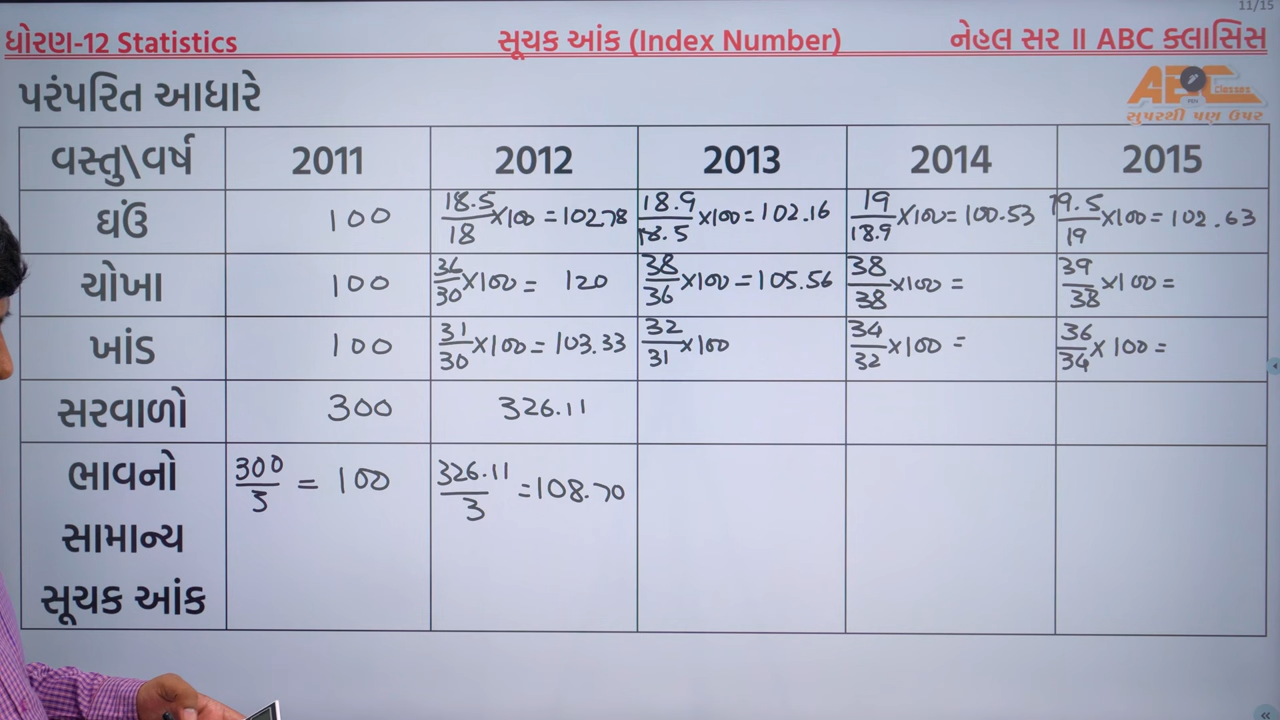 11/15
ધોરણ-12 Statistics સૂચક આંક (Index Number) નેહલ સર ॥ ABC ક્લાસિસ
પરંપરિત આધારે
ABC Classes
સુપરથી પણ ઉપર
વસ્તુ\વર્ષ 2011 2012 2013 2014 2015
ઘઉં 100 18.5/18 ×100 = 102.78 18.9/18.5 ×100 = 102.16 19/18.9 ×100 = 100.53 19.5/19 ×100 = 102.63
ચોખા 100 36/30 ×100 = 120 38/36 ×100 = 105.56 38/38 ×100 = 39/38 ×100 =
ખાંડ 100 31/30 ×100 = 103.33 32/31 ×100 34/32 ×100 = 36/34 × 100 =
સરવાળો 300 326.11
ભાવનો 300/3 = 100 326.11/3 = 108.70
સામાન્ય
સૂચક આંક